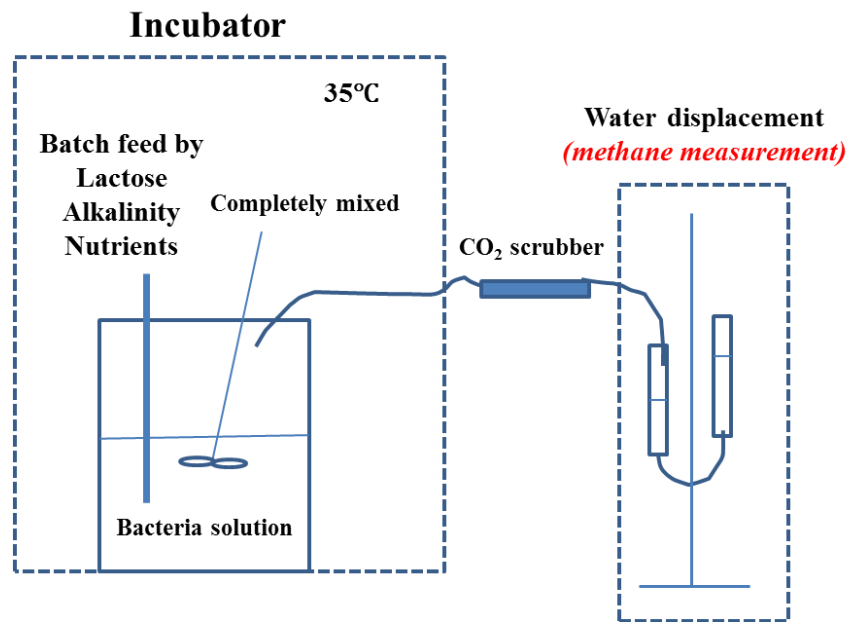 Incubator
35°C
Batch feed by
Lactose
Alkalinity
Nutrients
Completely mixed
Bacteria solution
CO₂ scrubber
Water displacement
(methane measurement)